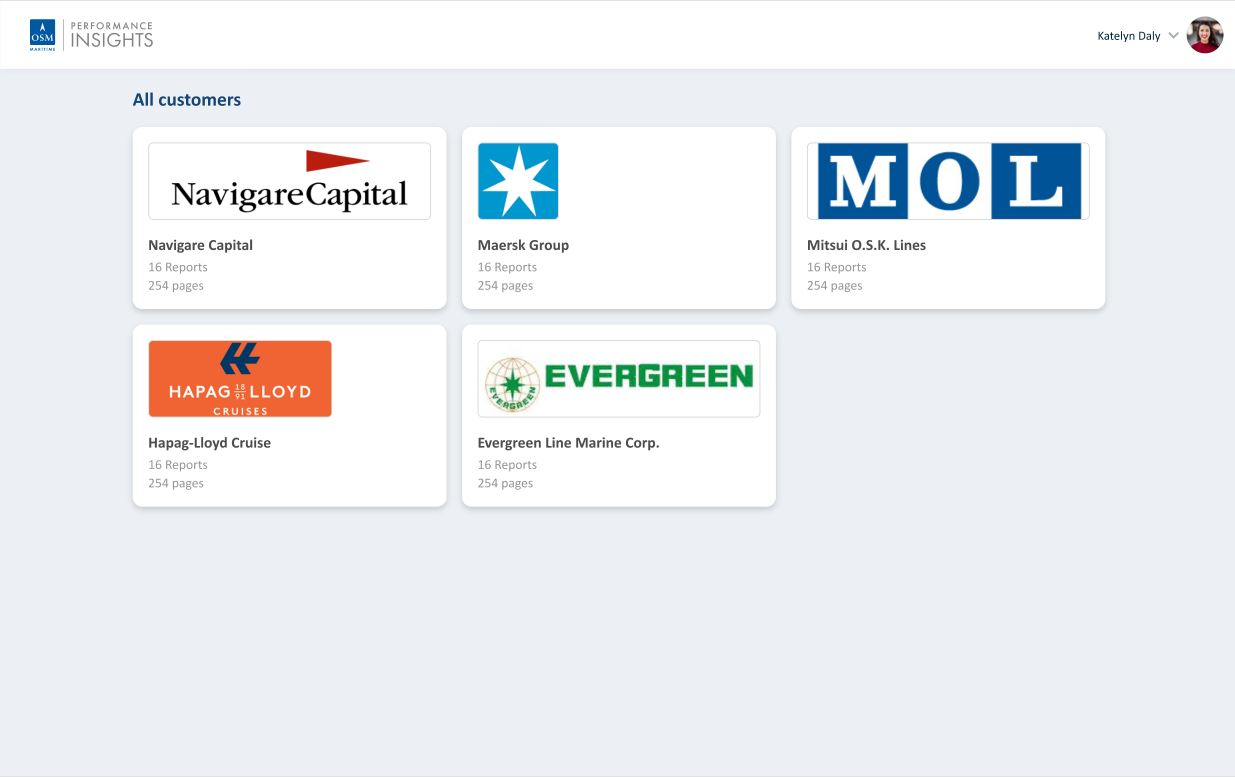 OSM
MARITIME
PERFORMANCE
INSIGHTS
Katelyn Daly
All customers
NavigareCapital
Navigare Capital
16 Reports
254 pages
Maersk Group
16 Reports
254 pages
MOL
Mitsui O.S.K. Lines
16 Reports
254 pages
HAPAG 18 91 LLOYD
CRUISES
Hapag-Lloyd Cruise
16 Reports
254 pages
EVERGREEN
EVERGREEN
Evergreen Line Marine Corp.
16 Reports
254 pages